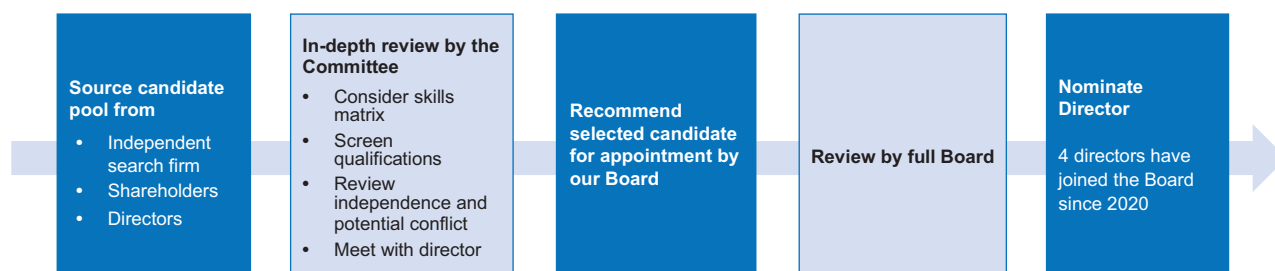 Source candidate
pool from
• Independent
search firm
• Shareholders
• Directors
In-depth review by the
Committee
• Consider skills
matrix
• Screen
qualifications
• Review
independence and
potential conflict
• Meet with director
Recommend
selected candidate
for appointment by
our Board
Review by full Board
Nominate
Director
4 directors have
joined the Board
since 2020